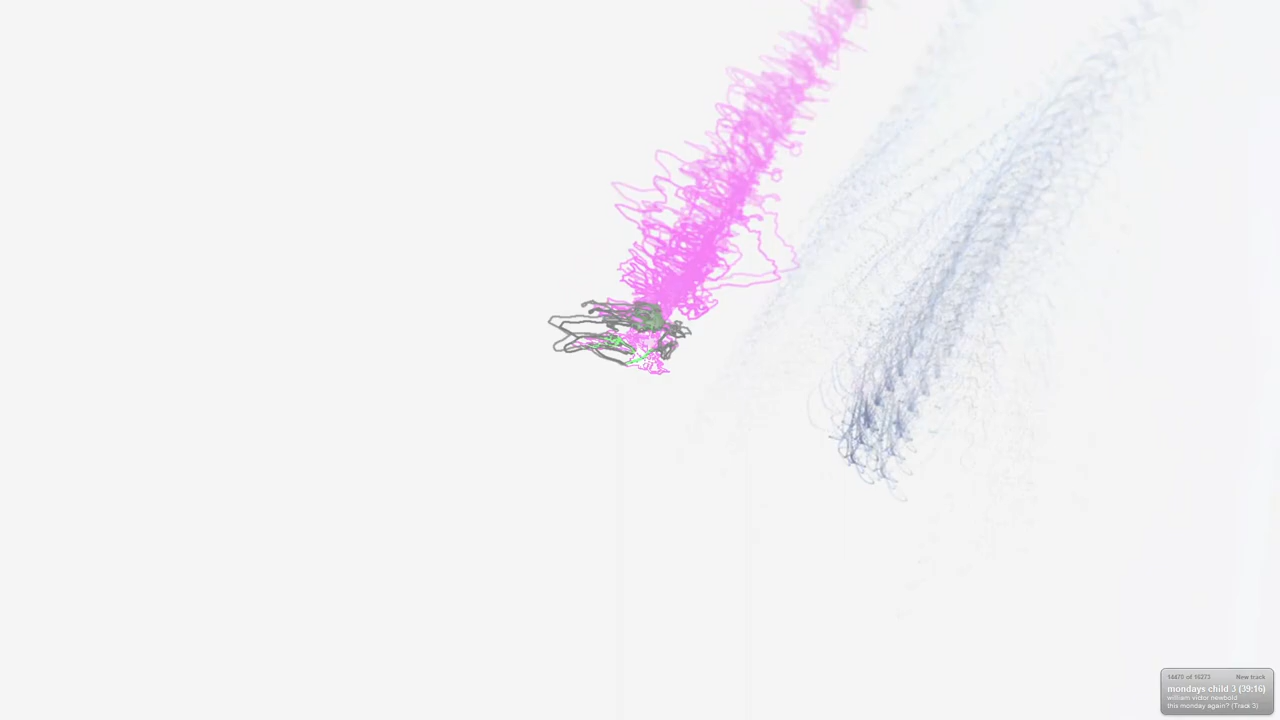 14470 of 16273 New track
mondays child 3 (39:16)
william victor newbold
this monday again? (Track 3)